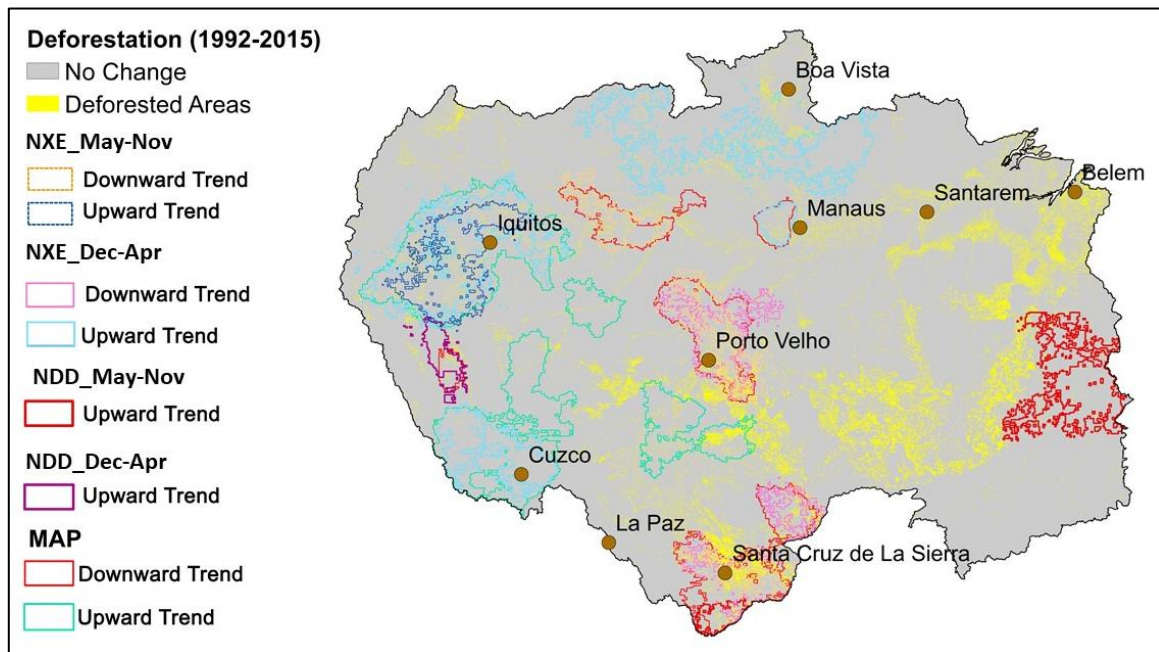 Deforestation (1992-2015)
No Change
Deforested Areas
NXE_May-Nov
Downward Trend
Upward Trend
NXE_Dec-Apr
Downward Trend
Upward Trend
NDD_May-Nov
Upward Trend
NDD_Dec-Apr
Upward Trend
MAP
Downward Trend
Upward Trend
Boa Vista
Belem
Santarem
Manaus
Iquitos
Porto Velho
Cuzco
La Paz
Santa Cruz de La Sierra